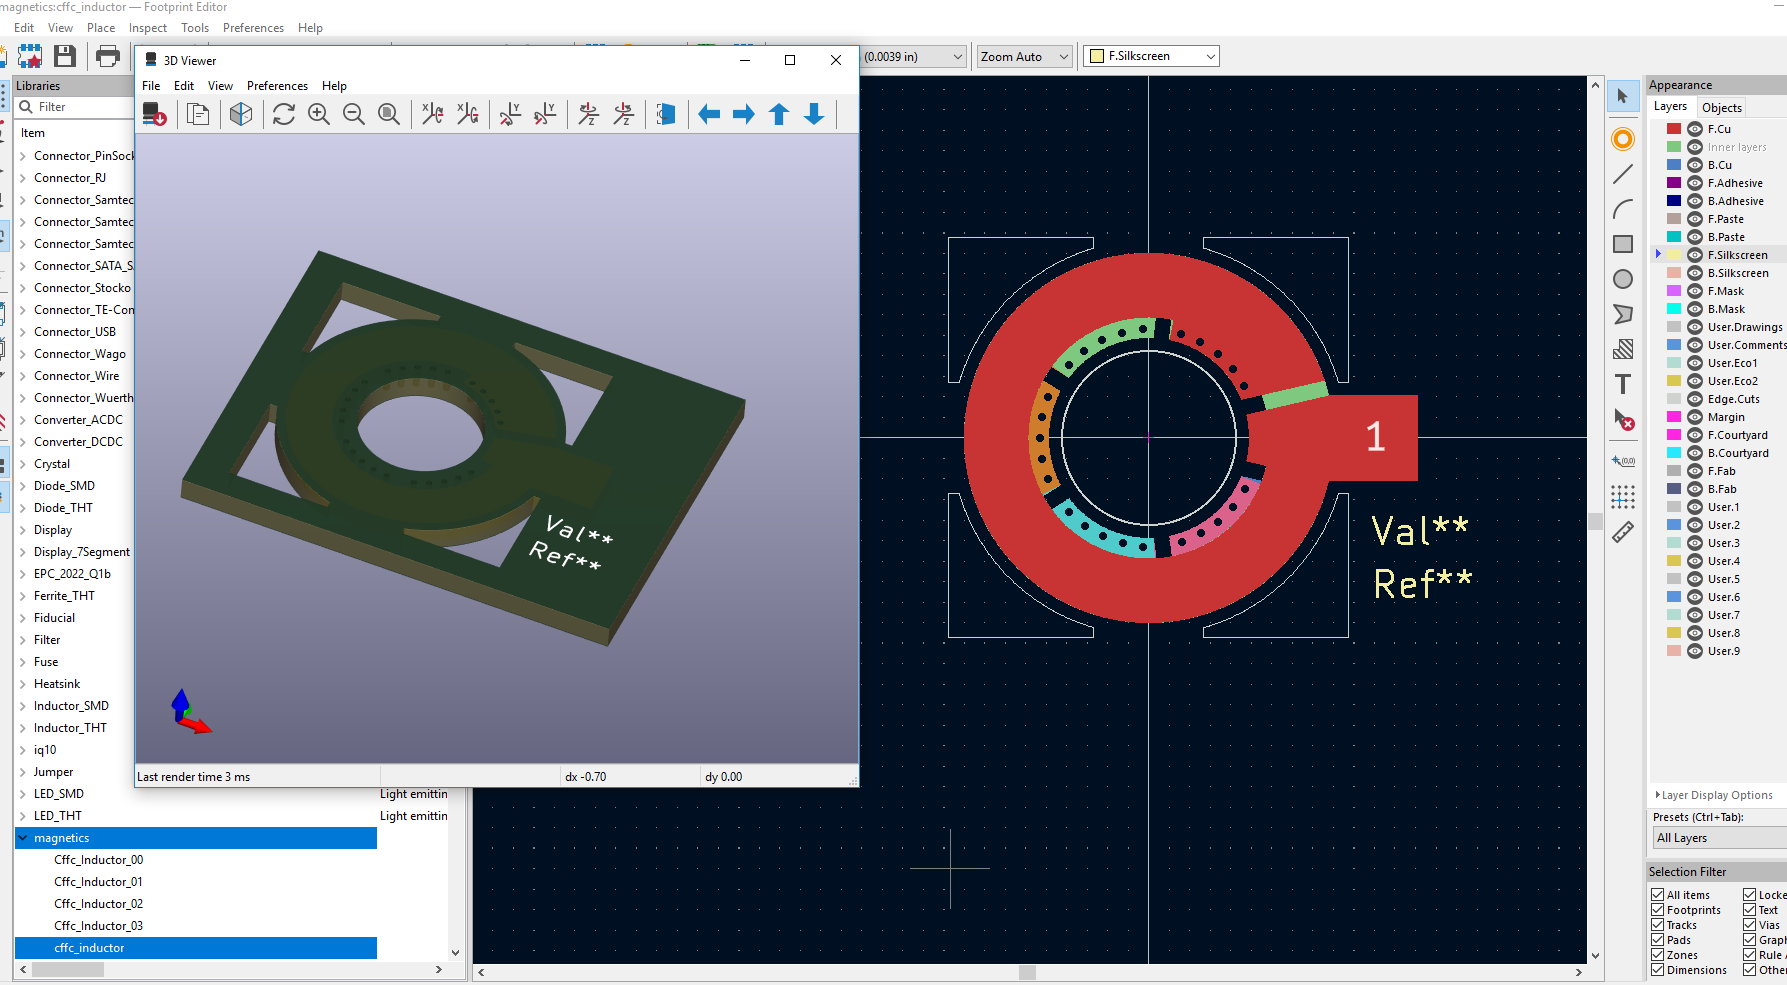 magnetics:cffc_inductor — Footprint Editor
Edit View Place Inspect Tools Preferences Help
(0.0039 in) Zoom Auto F.Silkscreen
Libraries
Filter
Item
Connector_PinSock
Connector_RJ
Connector_Samtec
Connector_Samtec
Connector_Samtec
Connector_SATA_S
Connector_Stocko
Connector_TE-Con
Connector_USB
Connector_Wago
Connector_Wire
Connector_Wuerth
Converter_ACDC
Converter_DCDC
Crystal
Diode_SMD
Diode_THT
Display
Display_7Segment
EPC_2022_Q1b
Ferrite_THT
Fiducial
Filter
Fuse
Heatsink
Inductor_SMD
Inductor_THT
iq10
Jumper
LED_SMD Light emittin
LED_THT Light emittin
magnetics
Cffc_Inductor_00
Cffc_Inductor_01
Cffc_Inductor_02
Cffc_Inductor_03
cffc_inductor
3D Viewer
File Edit View Preferences Help
Val**
Ref**
Last render time 3 ms dx -0.70 dy 0.00
1
Val**
Ref**
(0,0)
Appearance
Layers Objects
F.Cu
Inner layers
B.Cu
F.Adhesive
B.Adhesive
F.Paste
B.Paste
F.Silkscreen
B.Silkscreen
F.Mask
B.Mask
User.Drawings
User.Comments
User.Eco1
User.Eco2
Edge.Cuts
Margin
F.Courtyard
B.Courtyard
F.Fab
B.Fab
User.1
User.2
User.3
User.4
User.5
User.6
User.7
User.8
User.9
Layer Display Options
Presets (Ctrl+Tab):
All Layers
Selection Filter
All items Locke
Footprints Text
Tracks Vias
Pads Graph
Zones Rule A
Dimensions Other